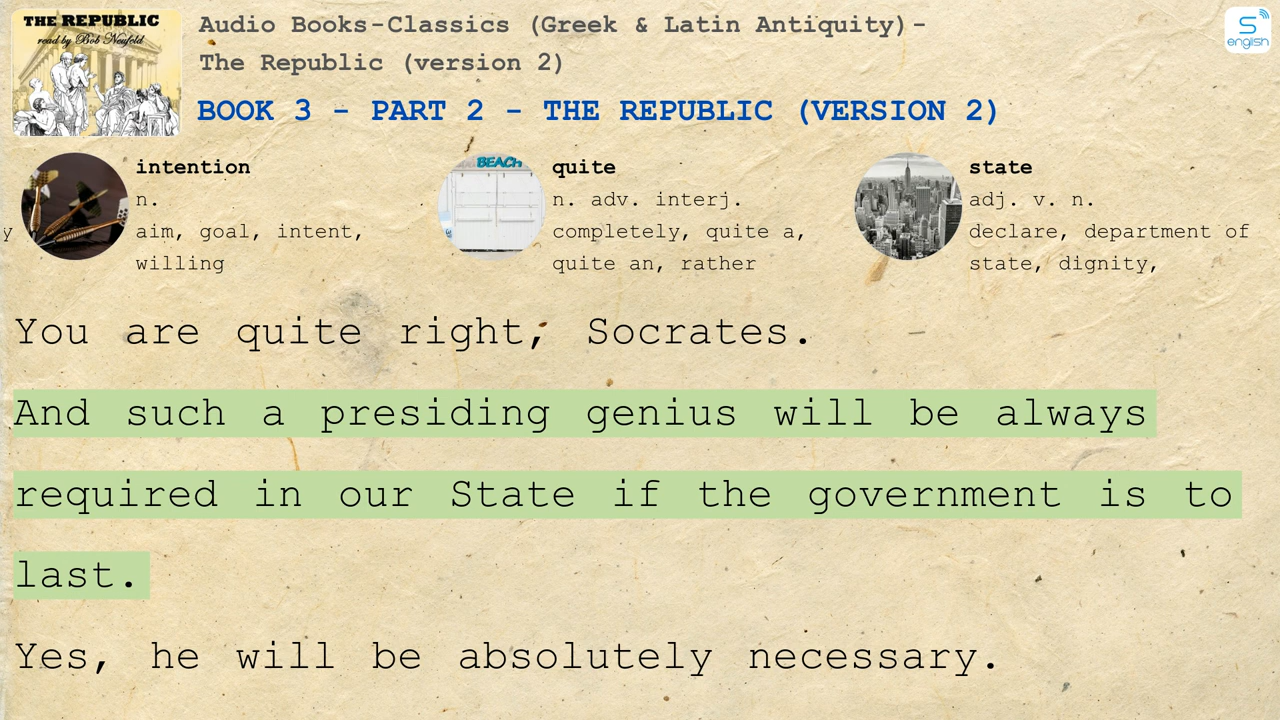 THE REPUBLIC
read by Bob Neufeld
Audio Books-Classics (Greek & Latin Antiquity)-
The Republic (version 2)
BOOK 3 - PART 2 - THE REPUBLIC (VERSION 2)
S
english
y
intention
n.
aim, goal, intent,
willing
BEACH
quite
n. adv. interj.
completely, quite a,
quite an, rather
state
adj. v. n.
declare, department of
state, dignity,
You are quite right, Socrates.
And such a presiding genius will be always
required in our State if the government is to
last.
Yes, he will be absolutely necessary.